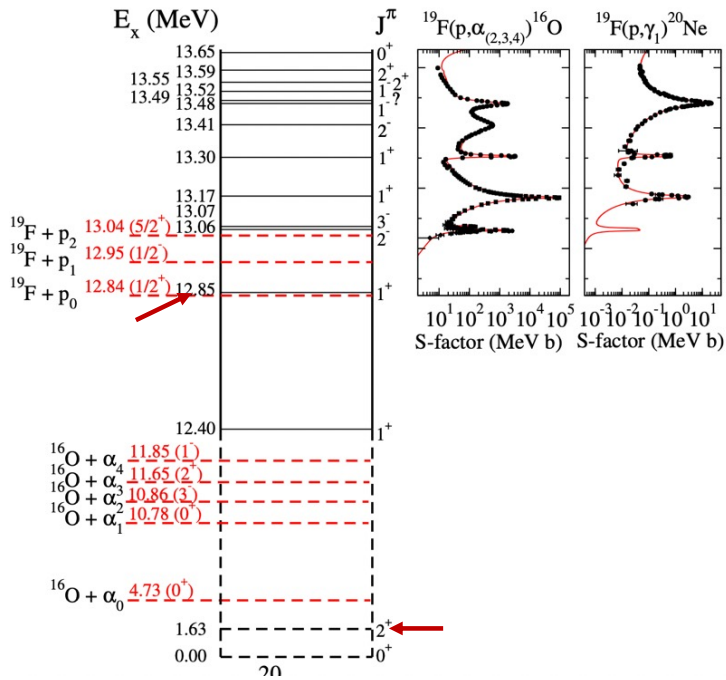 Eₓ (MeV)
J^π
13.65 0⁺
13.59 2⁺
13.55 2⁺
13.52 1⁻
13.49 ?
13.48 1⁻
13.41 2⁻
13.30 1⁺
13.17 1⁺
13.07 3⁻
13.06 2⁻
¹⁹F + p₂ 13.04 (5/2⁺)
¹⁹F + p₁ 12.95 (1/2⁻)
¹⁹F + p₀ 12.84 (1/2⁺)
12.85 1⁺
12.40 1⁺
¹⁶O + α₄ 11.85 (1⁻)
¹⁶O + α₃ 11.65 (2⁺)
¹⁶O + α₂ 10.86 (3⁻)
¹⁶O + α₁ 10.78 (0⁺)
¹⁶O + α₀ 4.73 (0⁺)
1.63 2⁺
0.00 0⁺
20
¹⁹F(p,α₍₂,₃,₄₎)¹⁶O
10¹ 10² 10³ 10⁴ 10⁵
S-factor (MeV b)
¹⁹F(p,γ₁)²⁰Ne
10⁻³ 10⁻² 10⁻¹ 10⁰ 10¹
S-factor (MeV b)